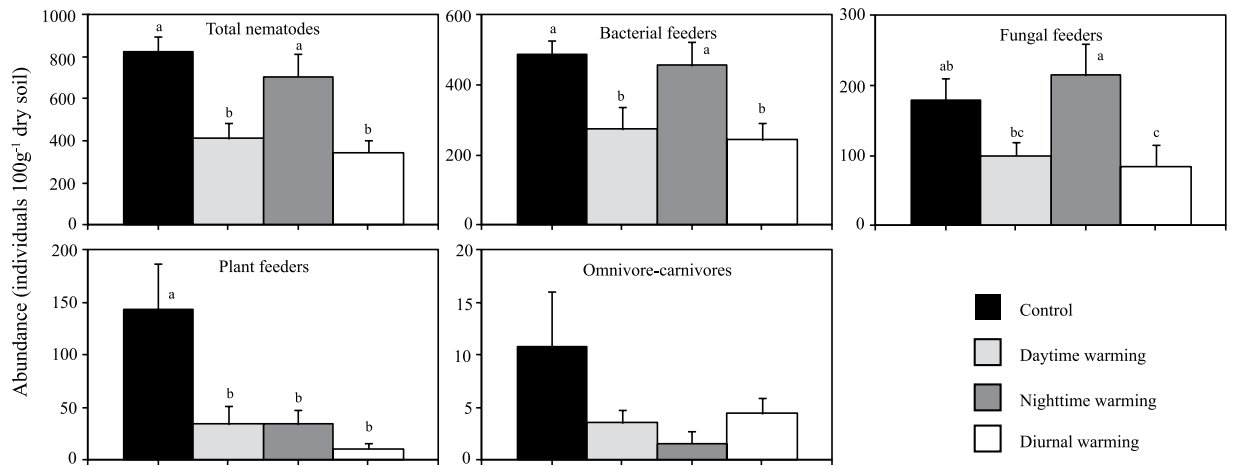 Abundance (individuals 100g⁻¹ dry soil)
Total nematodes
1000
800
600
400
200
0
a
b
a
b
Bacterial feeders
600
400
200
0
a
b
a
b
Fungal feeders
300
200
100
0
ab
bc
a
c
Plant feeders
200
150
100
50
0
a
b
b
b
Omnivore-carnivores
20
15
10
5
0
Control
Daytime warming
Nighttime warming
Diurnal warming